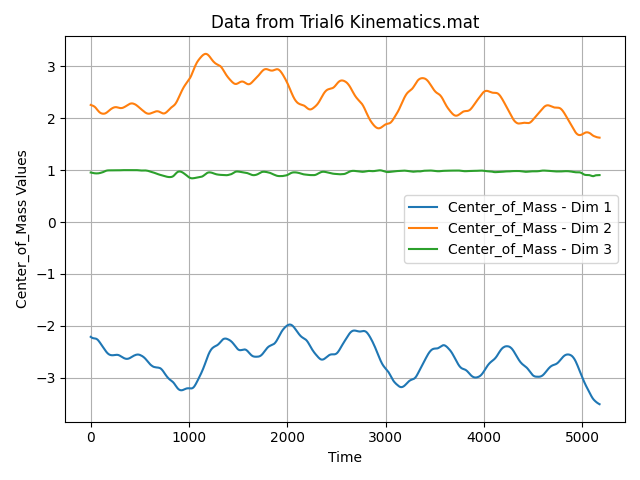 Data from Trial6 Kinematics.mat
Center_of_Mass Values
3
2
1
0
−1
−2
−3
Center_of_Mass - Dim 1
Center_of_Mass - Dim 2
Center_of_Mass - Dim 3
0
1000
2000
3000
4000
5000
Time